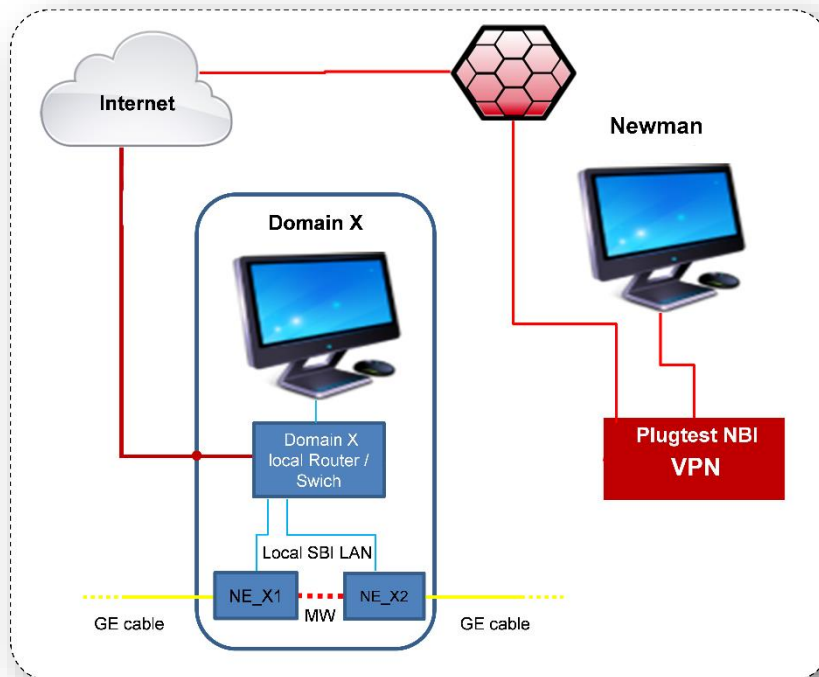 Internet
Newman
Domain X
Domain X
local Router /
Swich
Plugtest NBI
VPN
Local SBI LAN
NE_X1
NE_X2
MW
GE cable
GE cable